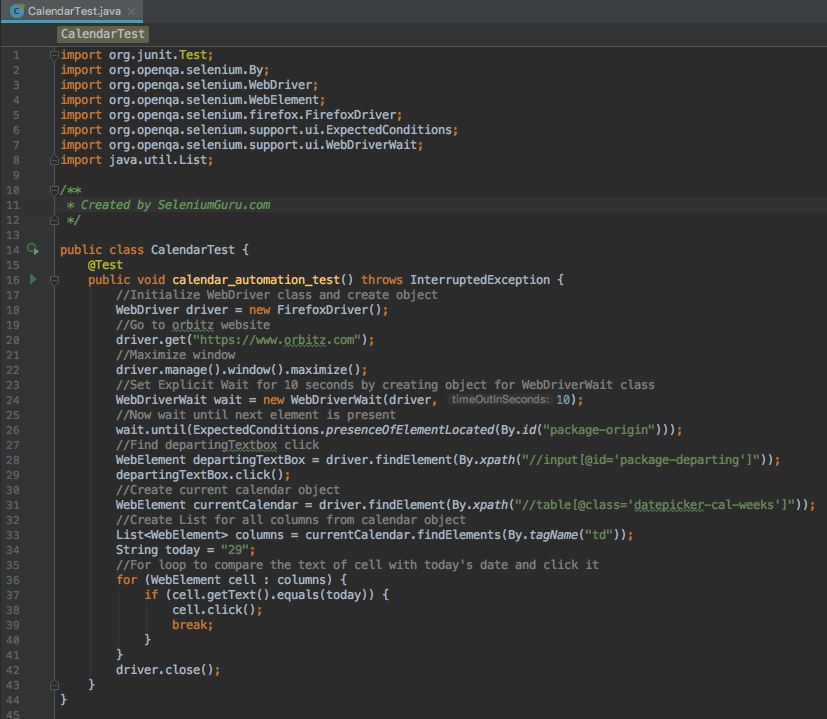 CalendarTest.java
CalendarTest
1 import org.junit.Test;
2 import org.openqa.selenium.By;
3 import org.openqa.selenium.WebDriver;
4 import org.openqa.selenium.WebElement;
5 import org.openqa.selenium.firefox.FirefoxDriver;
6 import org.openqa.selenium.support.ui.ExpectedConditions;
7 import org.openqa.selenium.support.ui.WebDriverWait;
8 import java.util.List;
9
10 /**
11  * Created by SeleniumGuru.com
12  */
13
14 public class CalendarTest {
15     @Test
16     public void calendar_automation_test() throws InterruptedException {
17         //Initialize WebDriver class and create object
18         WebDriver driver = new FirefoxDriver();
19         //Go to orbitz website
20         driver.get("https://www.orbitz.com");
21         //Maximize window
22         driver.manage().window().maximize();
23         //Set Explicit Wait for 10 seconds by creating object for WebDriverWait class
24         WebDriverWait wait = new WebDriverWait(driver, timeOutInSeconds: 10);
25         //Now wait until next element is present
26         wait.until(ExpectedConditions.presenceOfElementLocated(By.id("package-origin")));
27         //Find departingTextbox click
28         WebElement departingTextBox = driver.findElement(By.xpath("//input[@id='package-departing']"));
29         departingTextBox.click();
30         //Create current calendar object
31         WebElement currentCalendar = driver.findElement(By.xpath("//table[@class='datepicker-cal-weeks']"));
32         //Create List for all columns from calendar object
33         List<WebElement> columns = currentCalendar.findElements(By.tagName("td"));
34         String today = "29";
35         //For loop to compare the text of cell with today's date and click it
36         for (WebElement cell : columns) {
37             if (cell.getText().equals(today)) {
38                 cell.click();
39                 break;
40             }
41         }
42         driver.close();
43     }
44 }
45